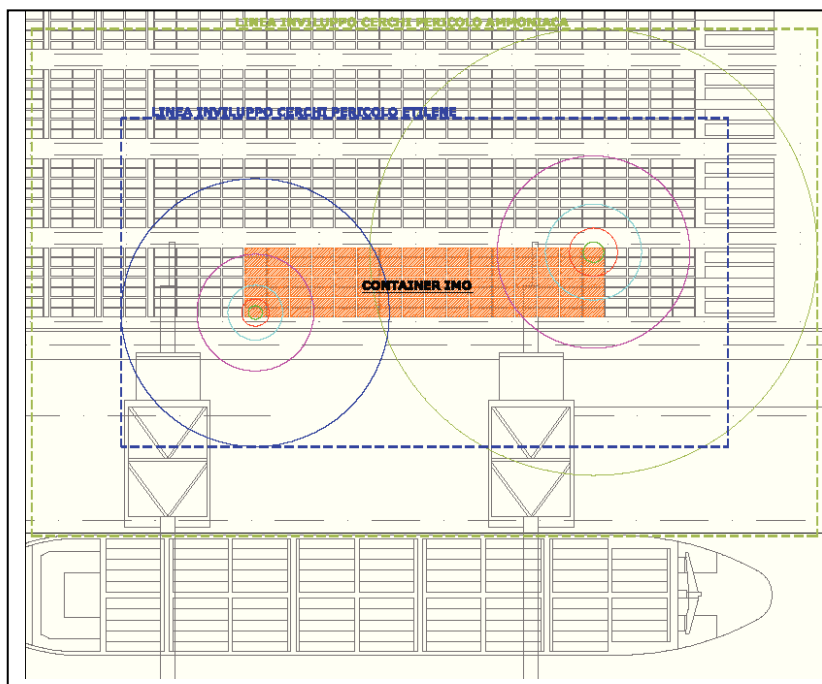 LINEA INVILUPPO CERCHI PERICOLO AMMONIACA
LINEA INVILUPPO CERCHI PERICOLO ETILENE
CONTAINER IMO